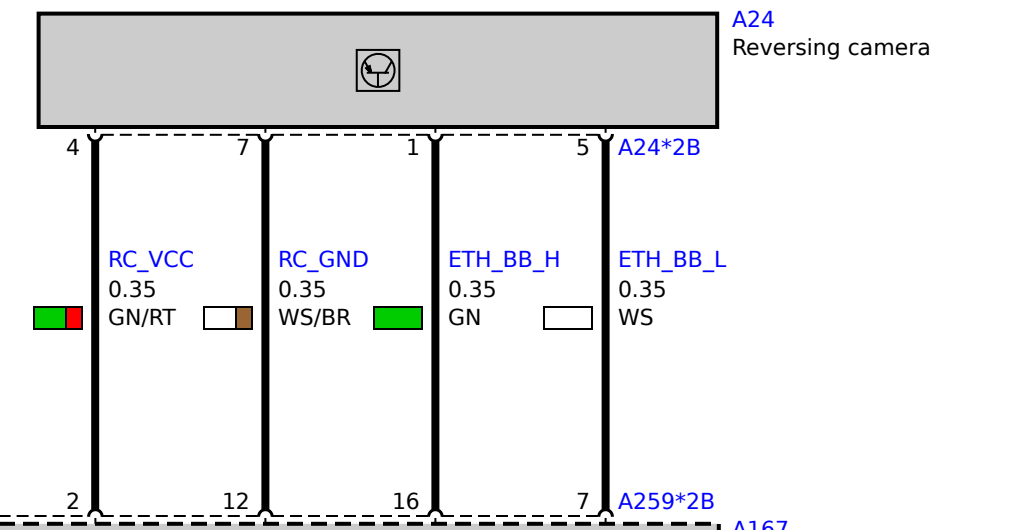 A24
Reversing camera
4 7 1 5 A24*2B
RC_VCC RC_GND ETH_BB_H ETH_BB_L
0.35 0.35 0.35 0.35
GN/RT WS/BR GN WS
2 12 16 7 A259*2B
A167